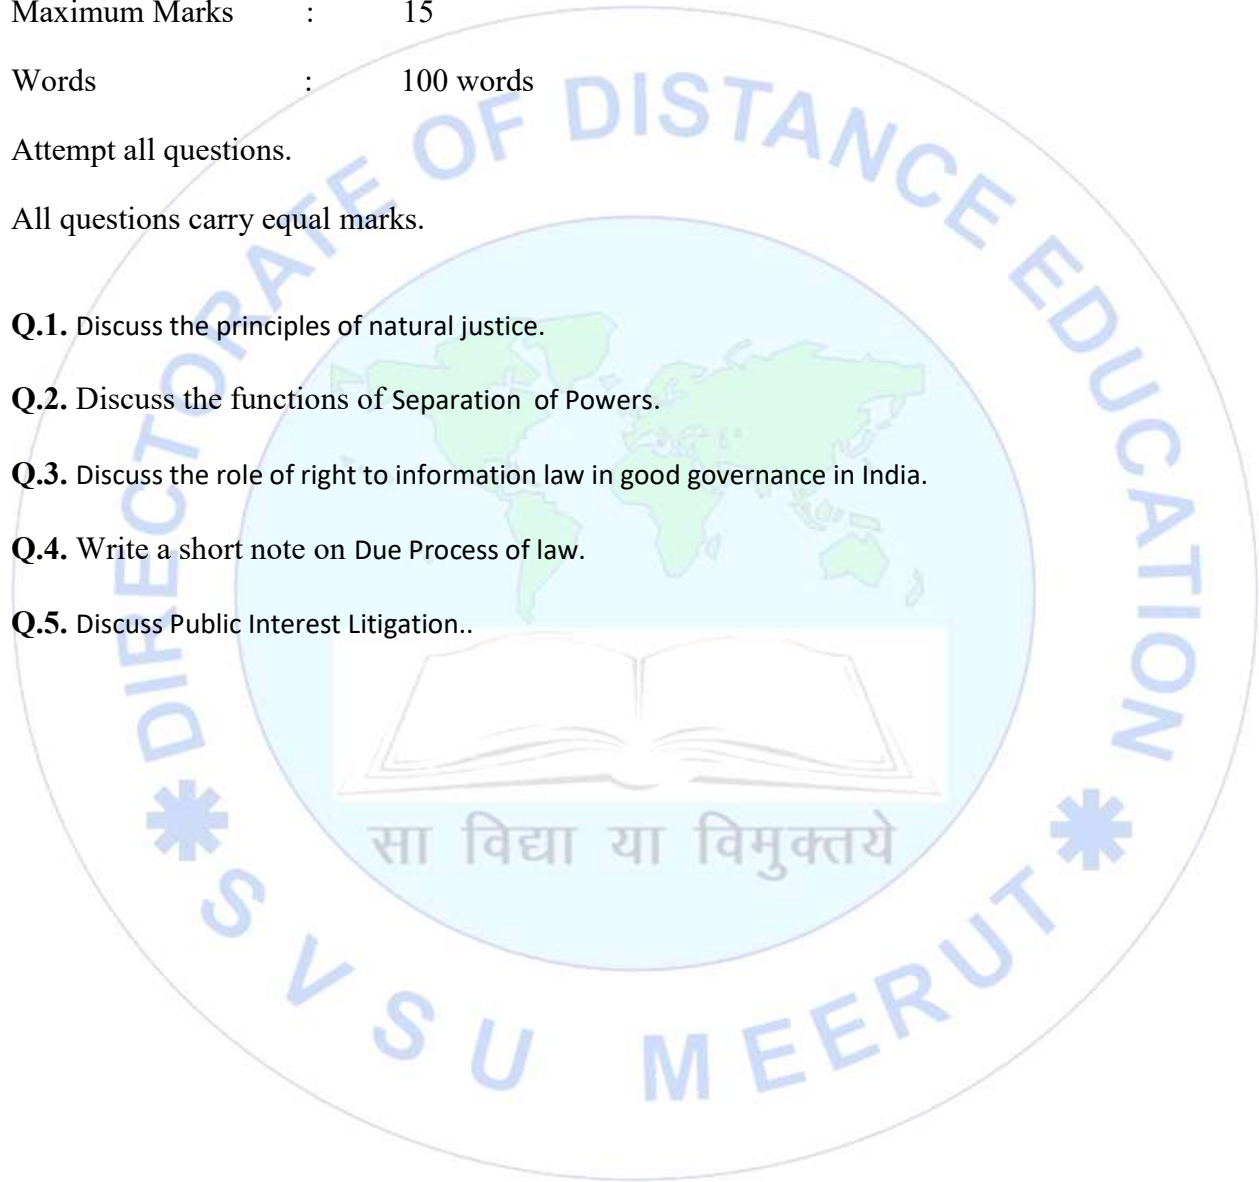 Maximum Marks : 15
Words : 100 words
Attempt all questions.
All questions carry equal marks.
Q.1. Discuss the principles of natural justice.
Q.2. Discuss the functions of Separation of Powers.
Q.3. Discuss the role of right to information law in good governance in India.
Q.4. Write a short note on Due Process of law.
Q.5. Discuss Public Interest Litigation..
DIRECTORATE OF DISTANCE EDUCATION
सा विद्या या विमुक्तये
SVSU MEERUT